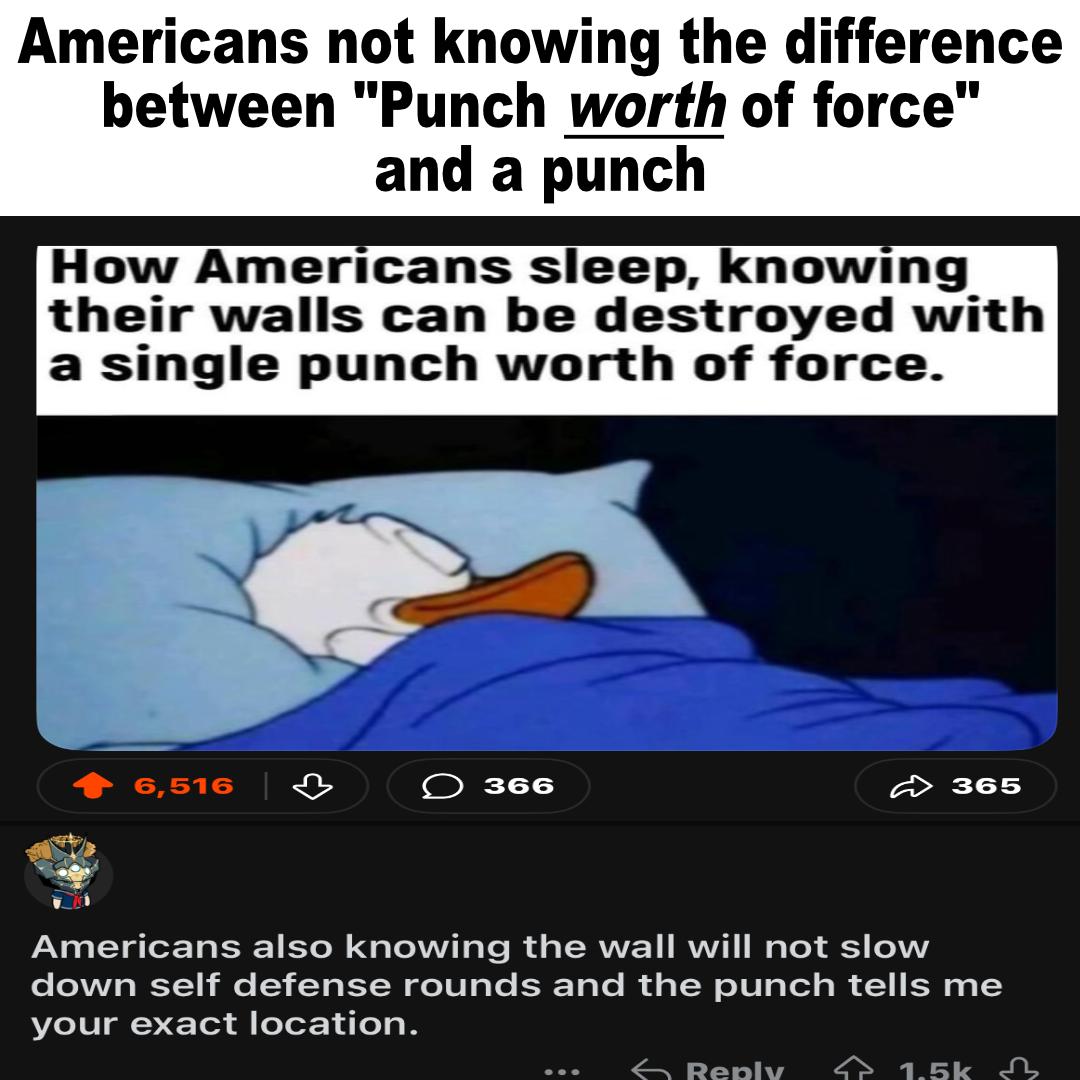 Americans not knowing the difference
between "Punch worth of force"
and a punch
How Americans sleep, knowing
their walls can be destroyed with
a single punch worth of force.
6,516
366
365
Americans also knowing the wall will not slow
down self defense rounds and the punch tells me
your exact location.
... Reply 1.5k